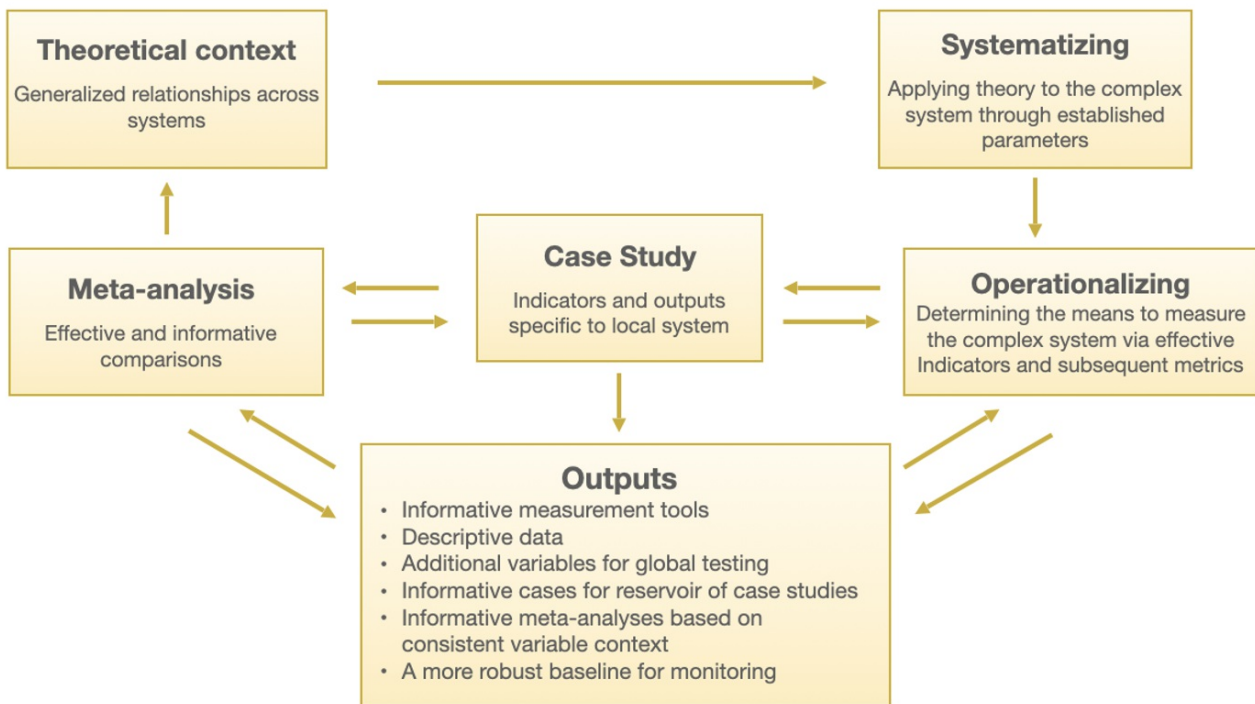 Theoretical context
Generalized relationships across
systems
Systematizing
Applying theory to the complex
system through established
parameters
Meta-analysis
Effective and informative
comparisons
Case Study
Indicators and outputs
specific to local system
Operationalizing
Determining the means to measure
the complex system via effective
Indicators and subsequent metrics
Outputs
• Informative measurement tools
• Descriptive data
• Additional variables for global testing
• Informative cases for reservoir of case studies
• Informative meta-analyses based on
consistent variable context
• A more robust baseline for monitoring